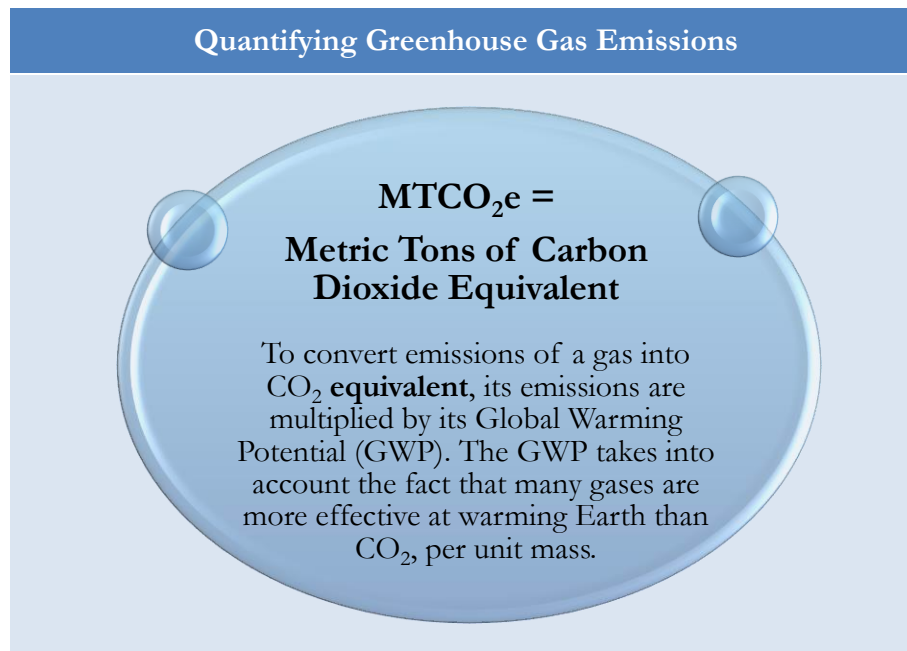 Quantifying Greenhouse Gas Emissions
MTCO₂e =
Metric Tons of Carbon
Dioxide Equivalent
To convert emissions of a gas into
CO₂ equivalent, its emissions are
multiplied by its Global Warming
Potential (GWP). The GWP takes into
account the fact that many gases are
more effective at warming Earth than
CO₂, per unit mass.